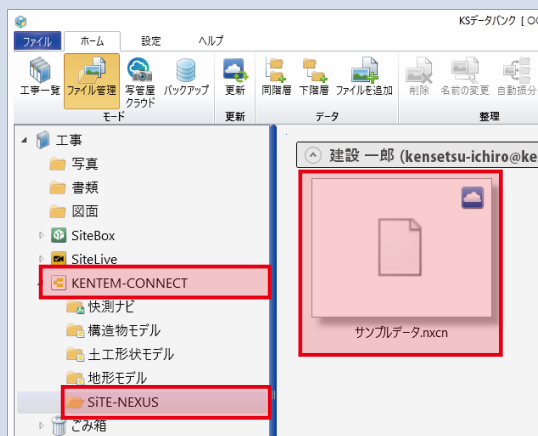 KSデータバンク [
ファイル ホーム 設定 ヘルプ
工事一覧 ファイル管理 写管屋クラウド バックアップ 更新 同階層 下階層 ファイルを追加 削除 名前の変更 自動振分
モード 更新 データ 整理
工事
写真
書類
図面
SiteBox
SiteLive
KENTEM-CONNECT
快測ナビ
構造物モデル
土工形状モデル
地形モデル
SiTE-NEXUS
ごみ箱
建設 一郎 (kensetsu-ichiro@ke
サンプルデータ.nxcn